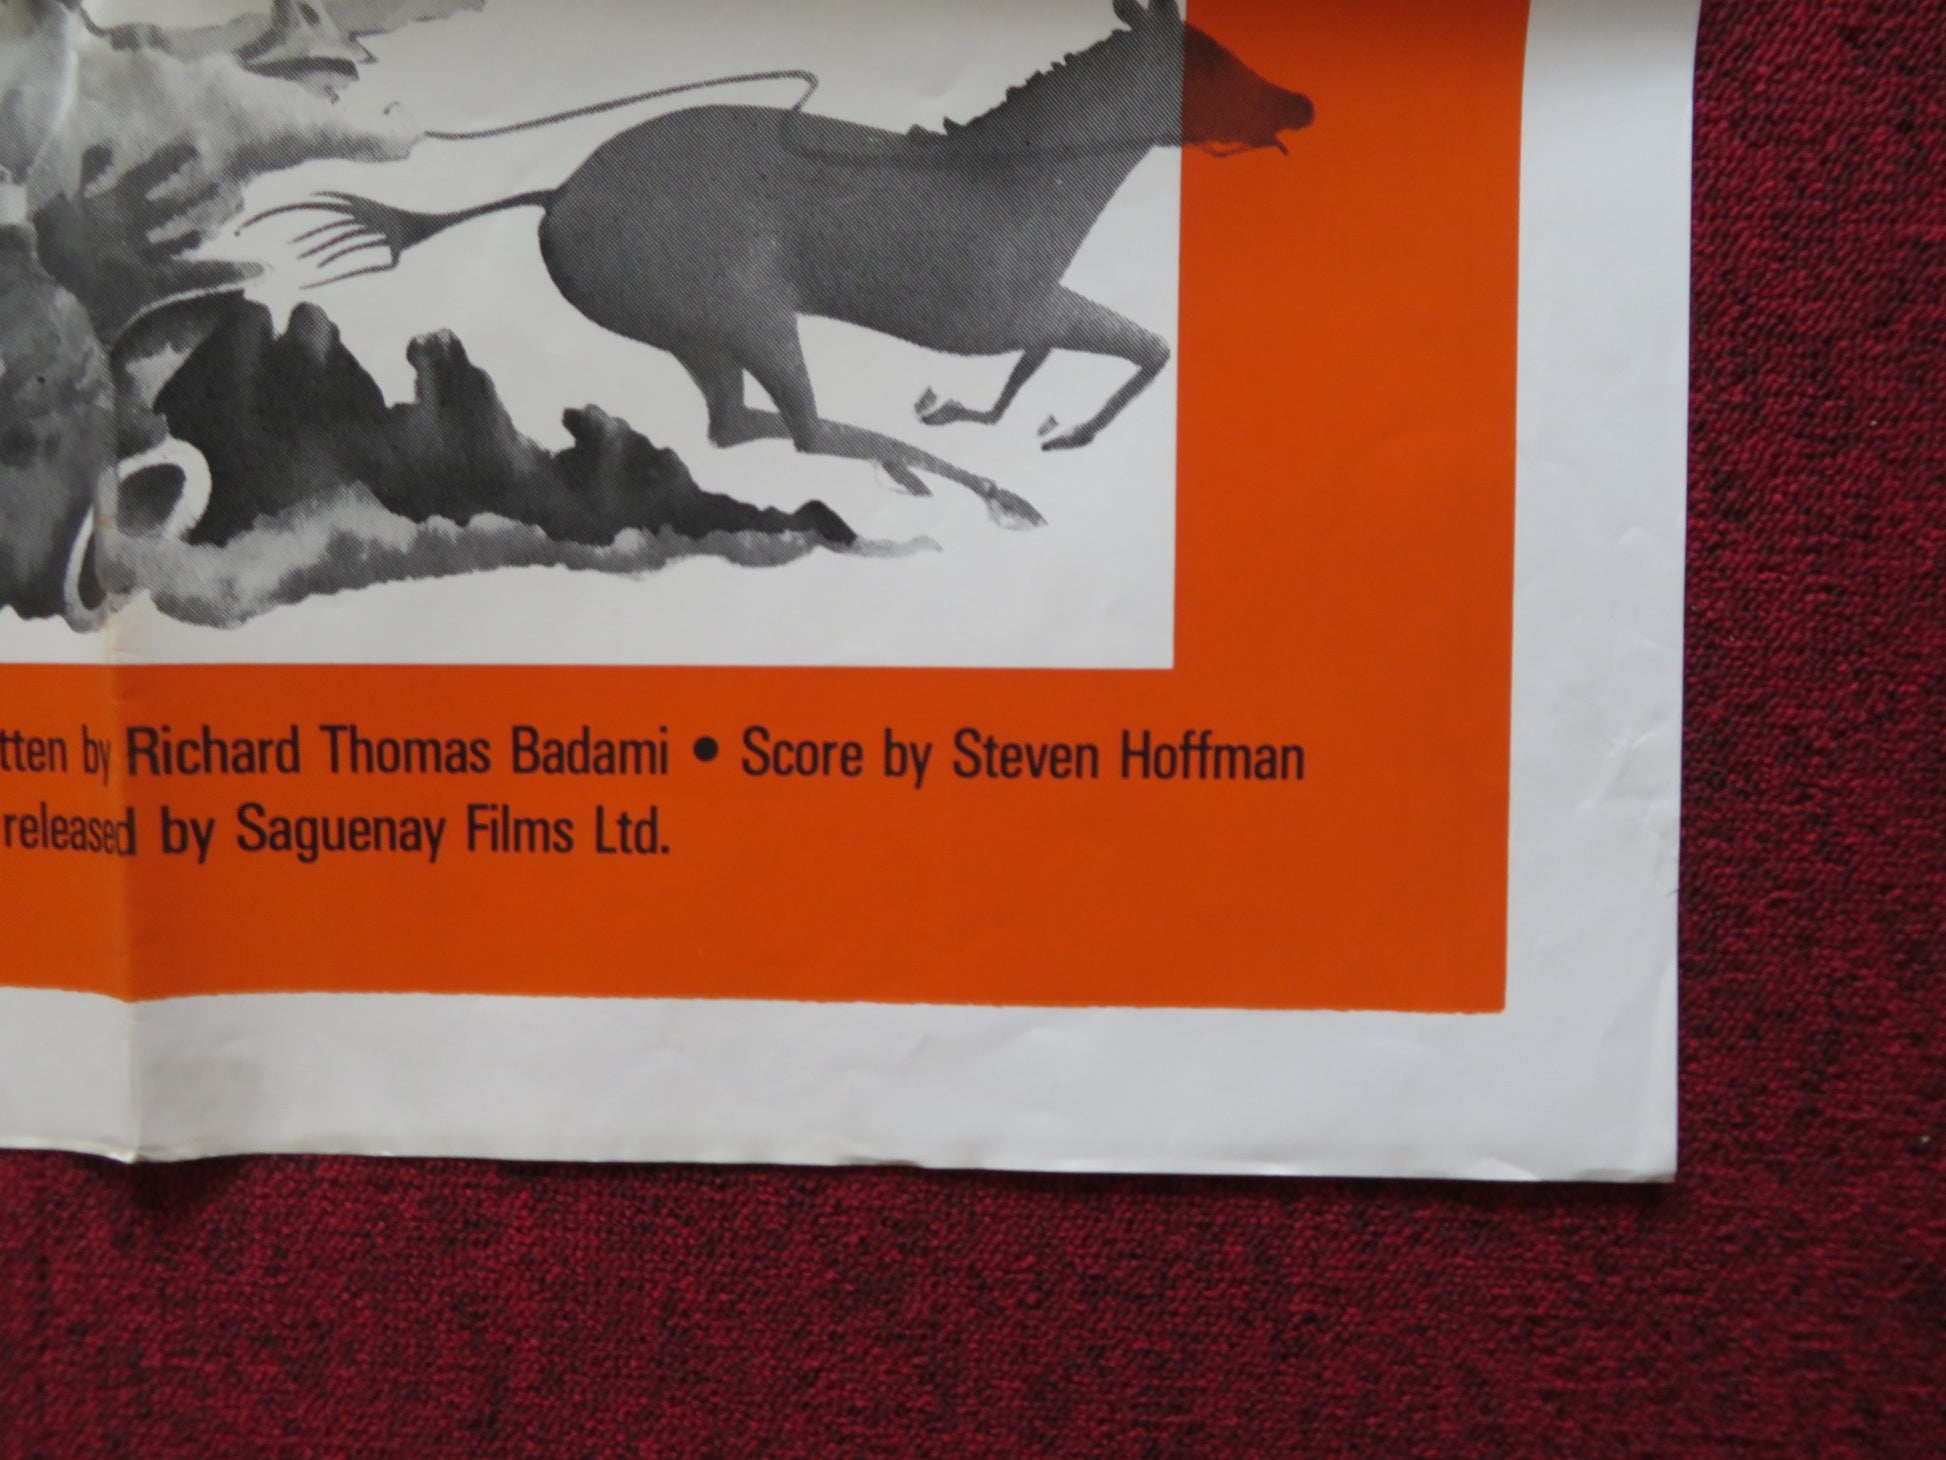 tten by Richard Thomas Badami • Score by Steven Hoffman
released by Saguenay Films Ltd.